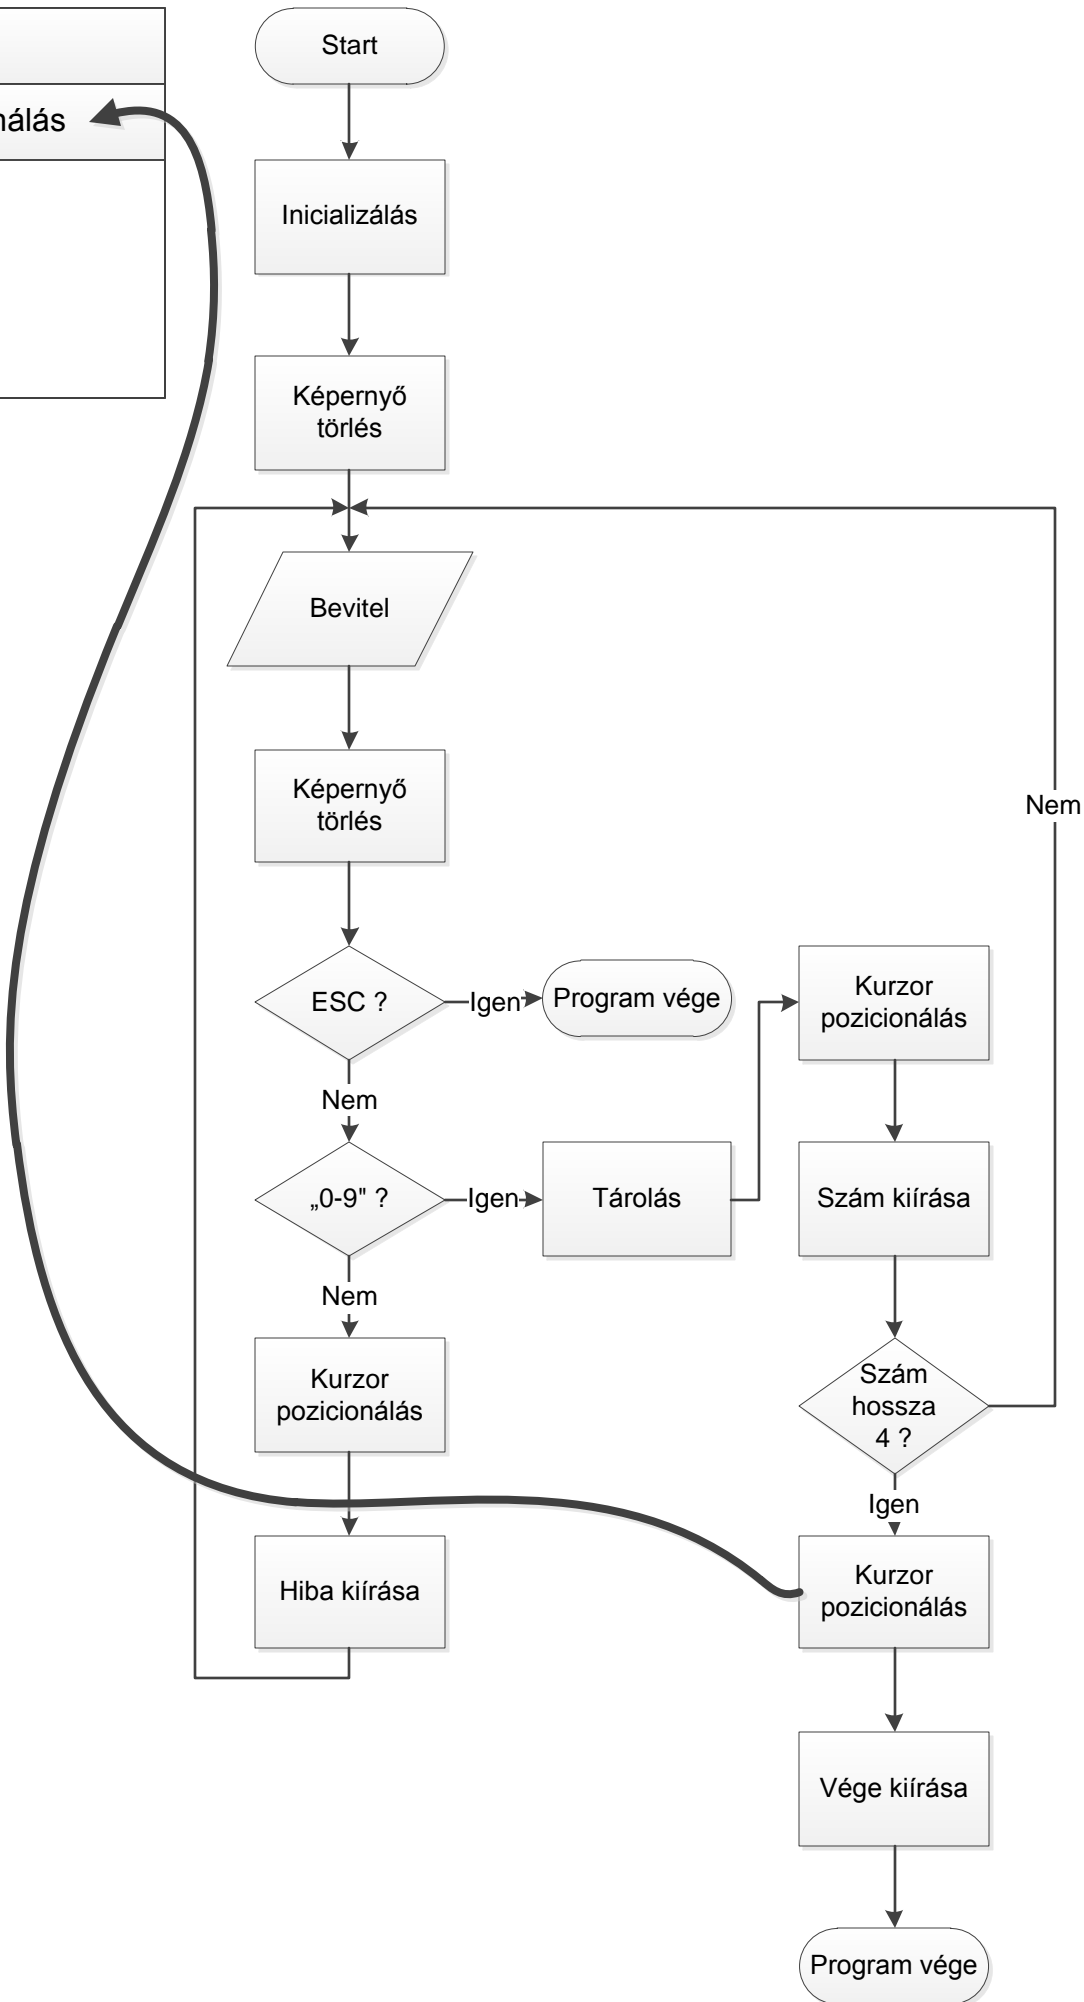 Start
nálás
Inicializálás
Képernyő
törlés
Bevitel
Képernyő
törlés
Nem
ESC ?
Igen
Program vége
Kurzor
pozicionálás
Nem
„0-9" ?
Igen
Tárolás
Szám kiírása
Nem
Kurzor
pozicionálás
Szám
hossza
4 ?
Igen
Hiba kiírása
Kurzor
pozicionálás
Vége kiírása
Program vége